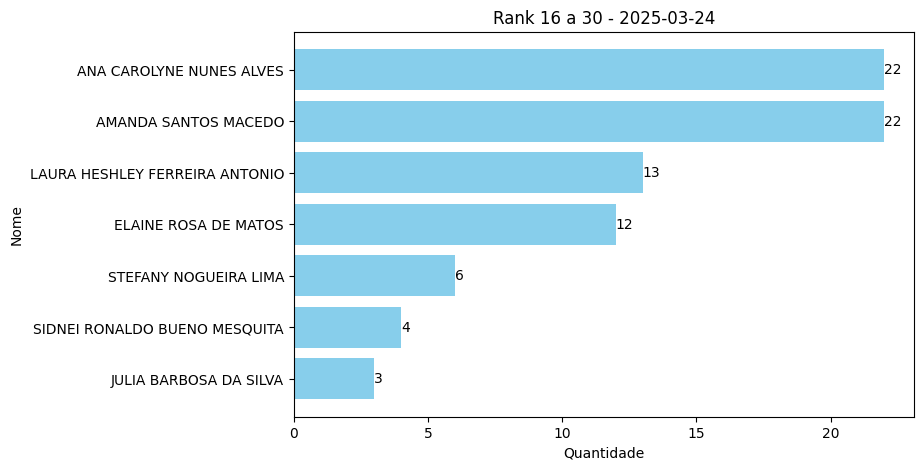 Rank 16 a 30 - 2025-03-24
ANA CAROLYNE NUNES ALVES 22
AMANDA SANTOS MACEDO 22
LAURA HESHLEY FERREIRA ANTONIO 13
ELAINE ROSA DE MATOS 12
STEFANY NOGUEIRA LIMA 6
SIDNEI RONALDO BUENO MESQUITA 4
JULIA BARBOSA DA SILVA 3
Nome
0 5 10 15 20
Quantidade